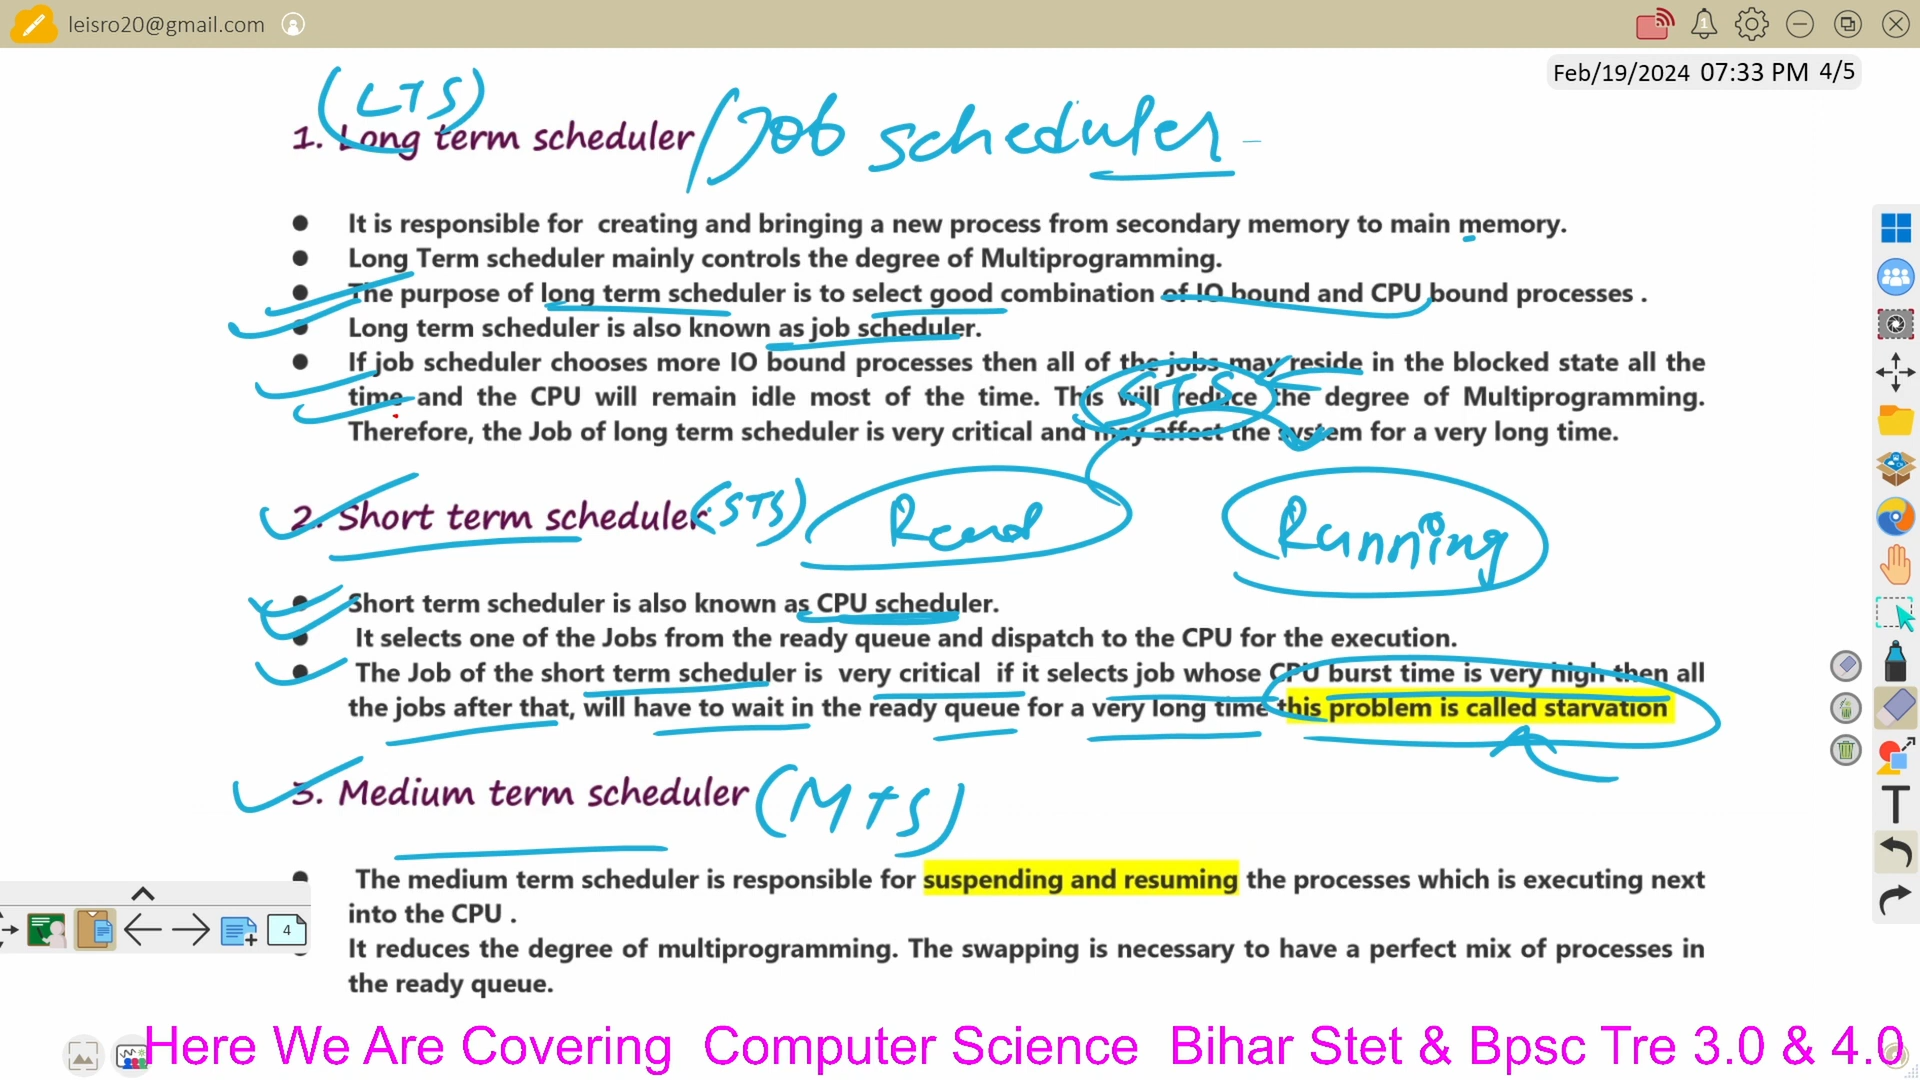 leisro20@gmail.com
Feb/19/2024 07:33 PM 4/5
(LTS)
1. Long term scheduler / Job scheduler
● It is responsible for creating and bringing a new process from secondary memory to main memory.
● Long Term scheduler mainly controls the degree of Multiprogramming.
● The purpose of long term scheduler is to select good combination of IO bound and CPU bound processes .
● Long term scheduler is also known as job scheduler.
● If job scheduler chooses more IO bound processes then all of the jobs may reside in the blocked state all the
time and the CPU will remain idle most of the time. This will reduce the degree of Multiprogramming.
STS
Therefore, the Job of long term scheduler is very critical and may affect the system for a very long time.
2. Short term scheduler (STS) Read Running
● Short term scheduler is also known as CPU scheduler.
● It selects one of the Jobs from the ready queue and dispatch to the CPU for the execution.
● The Job of the short term scheduler is very critical if it selects job whose CPU burst time is very high then all
the jobs after that, will have to wait in the ready queue for a very long time this problem is called starvation
3. Medium term scheduler (MTS)
● The medium term scheduler is responsible for suspending and resuming the processes which is executing next
into the CPU .
It reduces the degree of multiprogramming. The swapping is necessary to have a perfect mix of processes in
the ready queue.
4
Here We Are Covering Computer Science Bihar Stet & Bpsc Tre 3.0 & 4.0